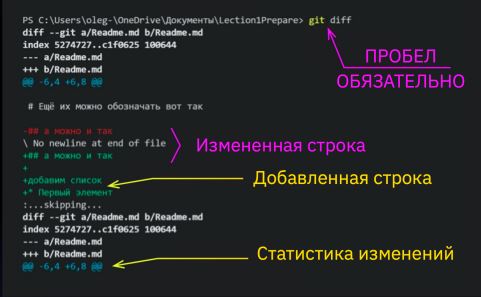 PS C:\Users\oleg-\OneDrive\Документы\Lection1Prepare> git diff
diff --git a/Readme.md b/Readme.md
index 5274727..c1f0625 100644
--- a/Readme.md
+++ b/Readme.md
@@ -6,4 +6,8 @@
ПРОБЕЛ
ОБЯЗАТЕЛЬНО
# Ещё их можно обозначать вот так
-## а можно и так
\ No newline at end of file
+## а можно и так
Измененная строка
+
+добавим список
+* Первый элемент
Добавленная строка
:...skipping...
diff --git a/Readme.md b/Readme.md
index 5274727..c1f0625 100644
--- a/Readme.md
+++ b/Readme.md
@@ -6,4 +6,8 @@
Статистика изменений